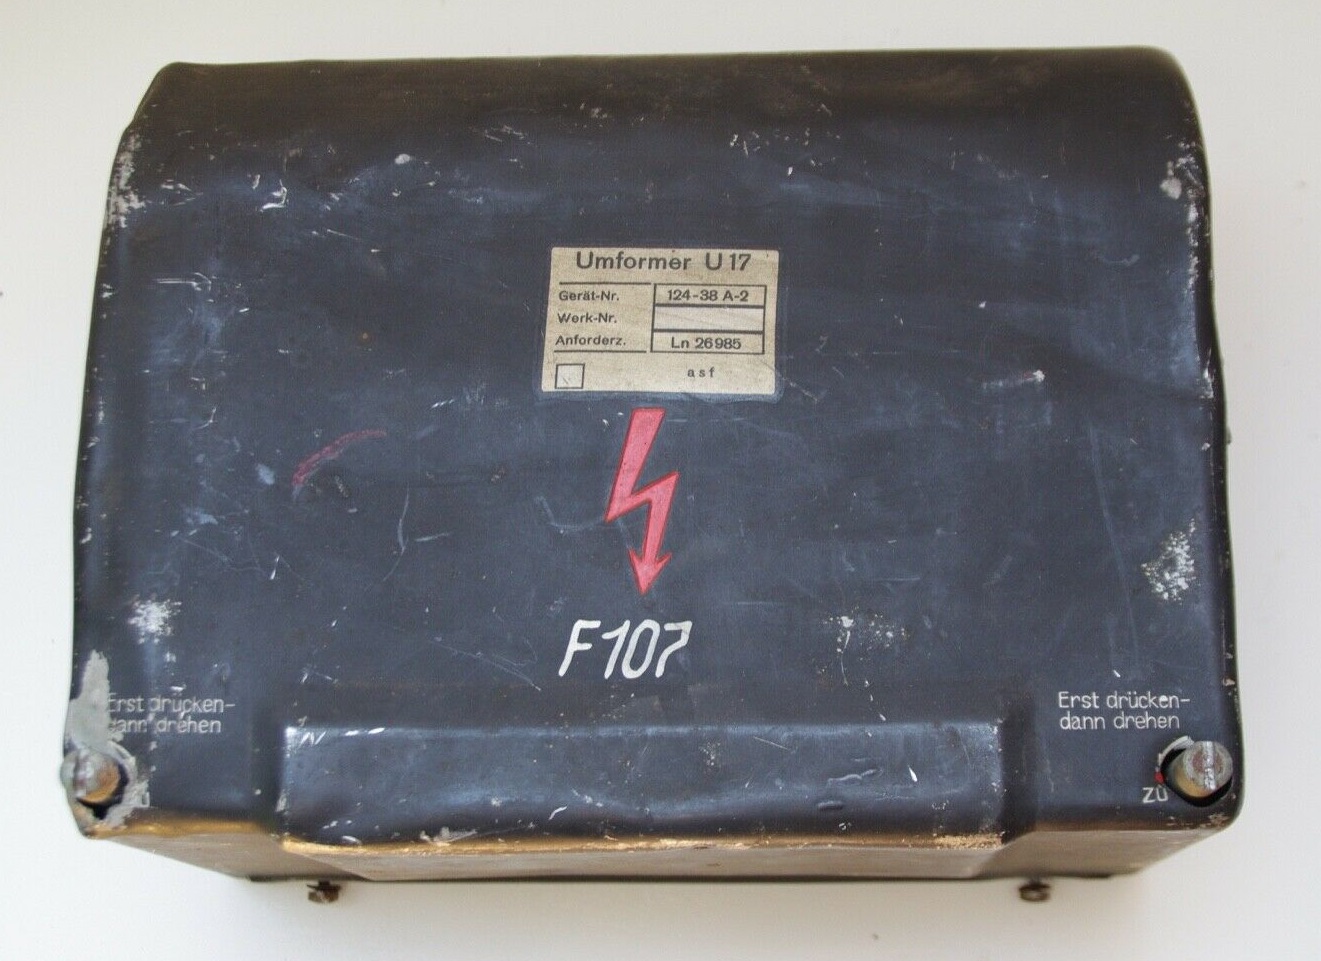 Umformer U 17
Gerät-Nr. 124-38 A-2
Werk-Nr.
Anforderz. Ln 26985
asf
F107
Erst drücken-
dann drehen
Erst drücken-
dann drehen
zu